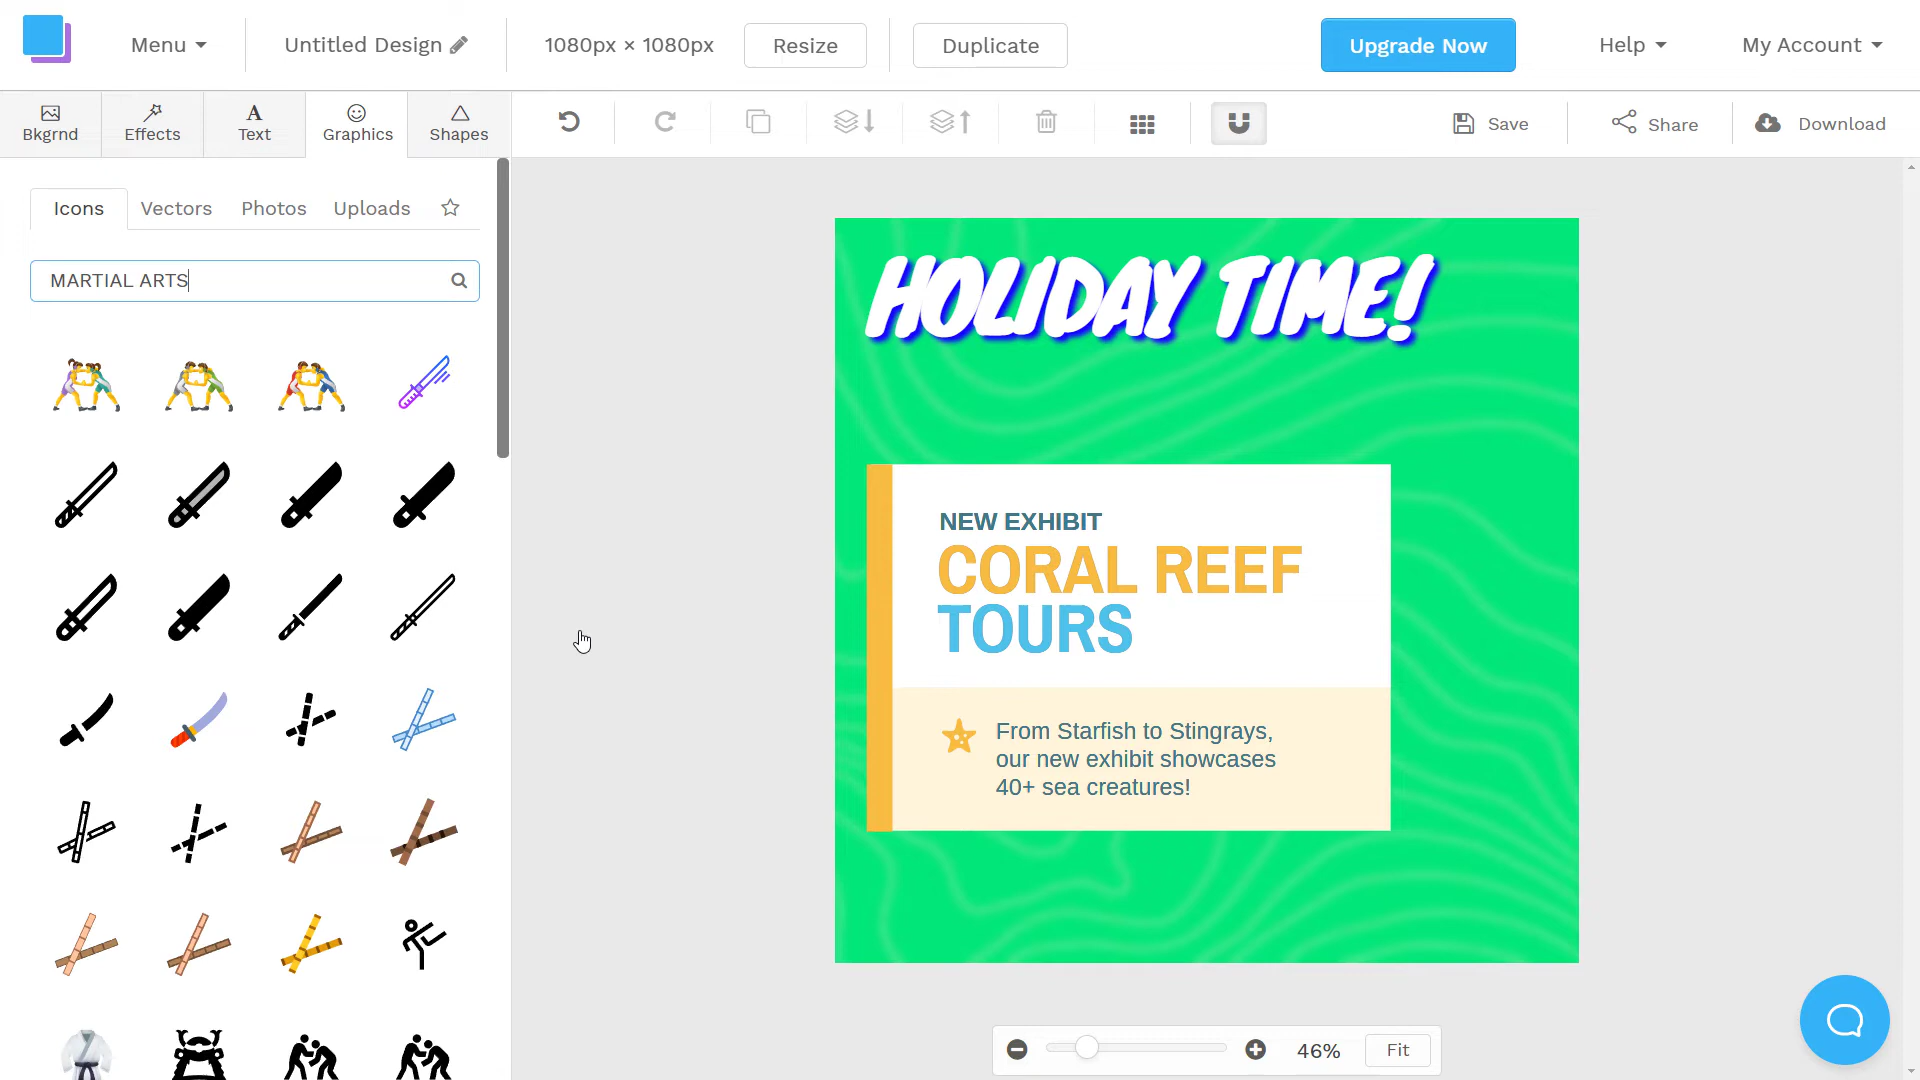 Menu
Untitled Design
1080px × 1080px
Resize
Duplicate
Upgrade Now
Help
My Account
Bkgrnd
Effects
Text
Graphics
Shapes
Save
Share
Download
Icons
Vectors
Photos
Uploads
MARTIAL ARTS
HOLIDAY TIME!
NEW EXHIBIT
CORAL REEF
TOURS
From Starfish to Stingrays,
our new exhibit showcases
40+ sea creatures!
46%
Fit